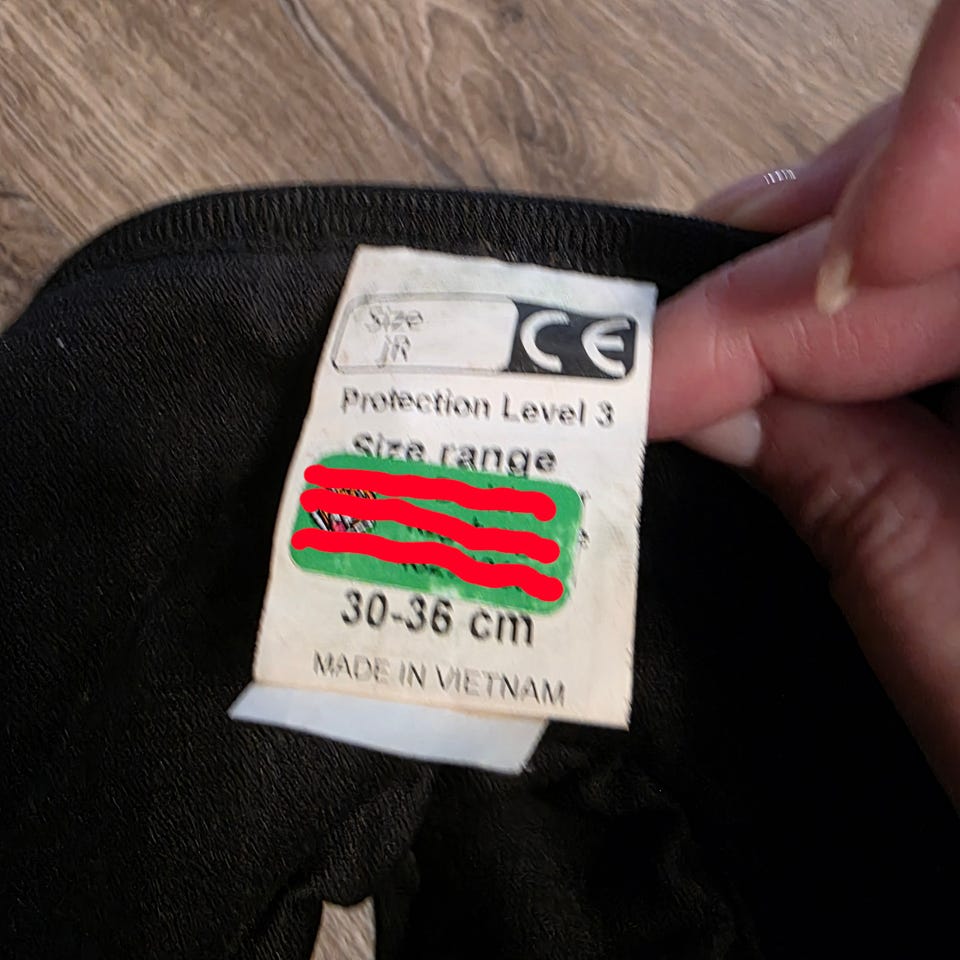 Size
JR
CE
Protection Level 3
Size range
30-36 cm
MADE IN VIETNAM